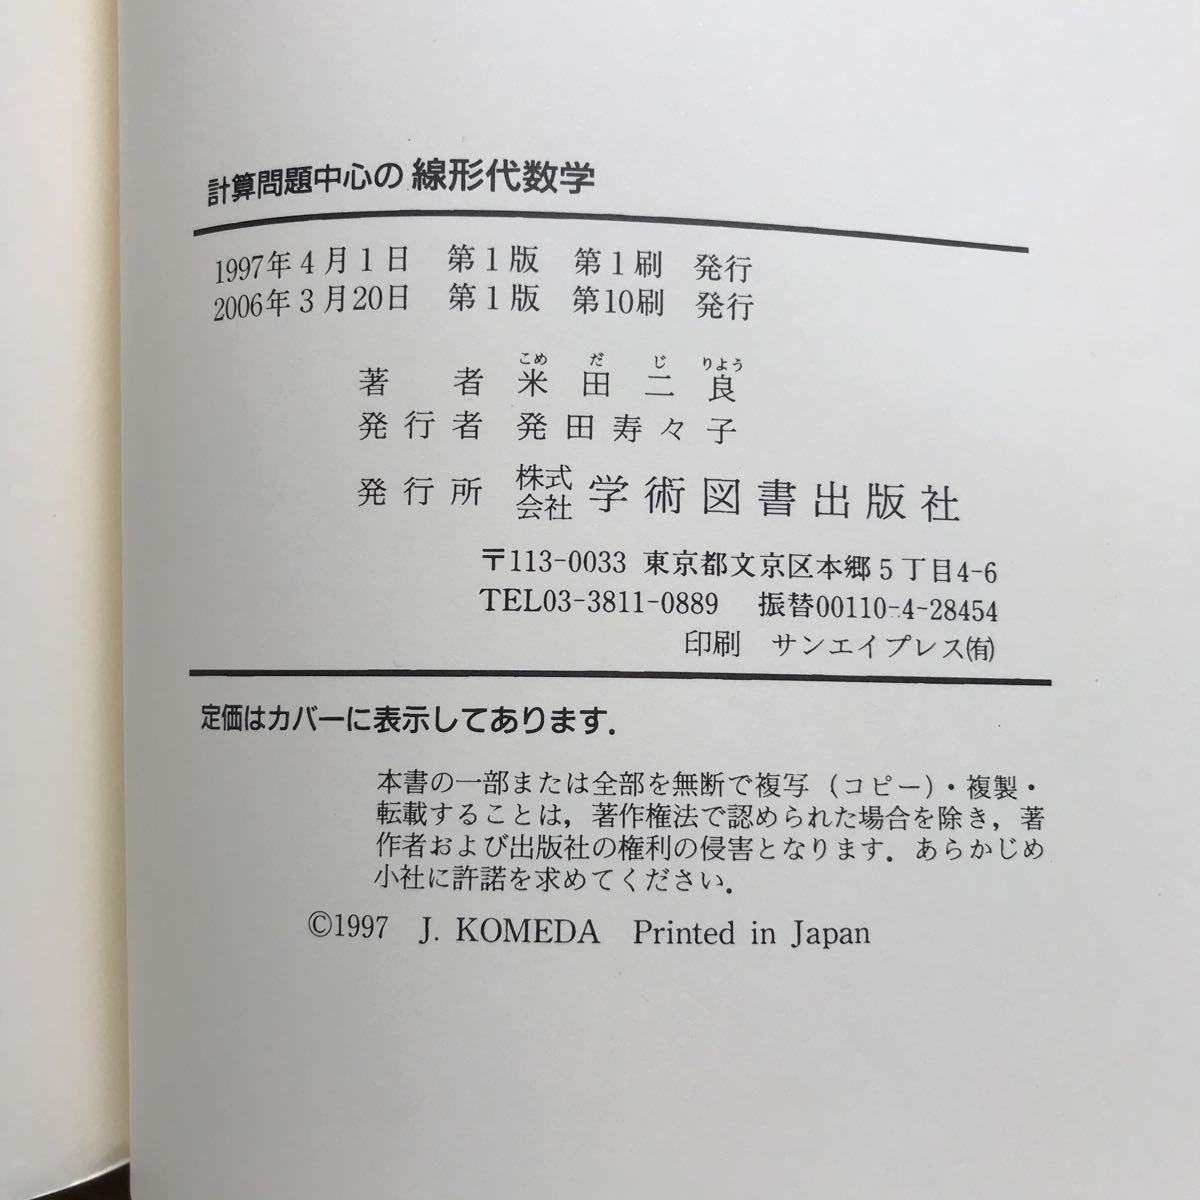 計算問題中心の 線形代数学
1997年4月1日 第1版 第1刷 発行
2006年3月20日 第1版 第10刷 発行
こめ だ じ りよう
著者 米田二良
発行者 発田寿々子
発行所 株式会社 学術図書出版社
〒113-0033 東京都文京区本郷5丁目4-6
TEL03-3811-0889 振替00110-4-28454
印刷 サンエイプレス㈲
定価はカバーに表示してあります.
本書の一部または全部を無断で複写(コピー)・複製・
転載することは,著作権法で認められた場合を除き,著
作者および出版社の権利の侵害となります.あらかじめ
小社に許諾を求めてください.
©1997 J. KOMEDA Printed in Japan